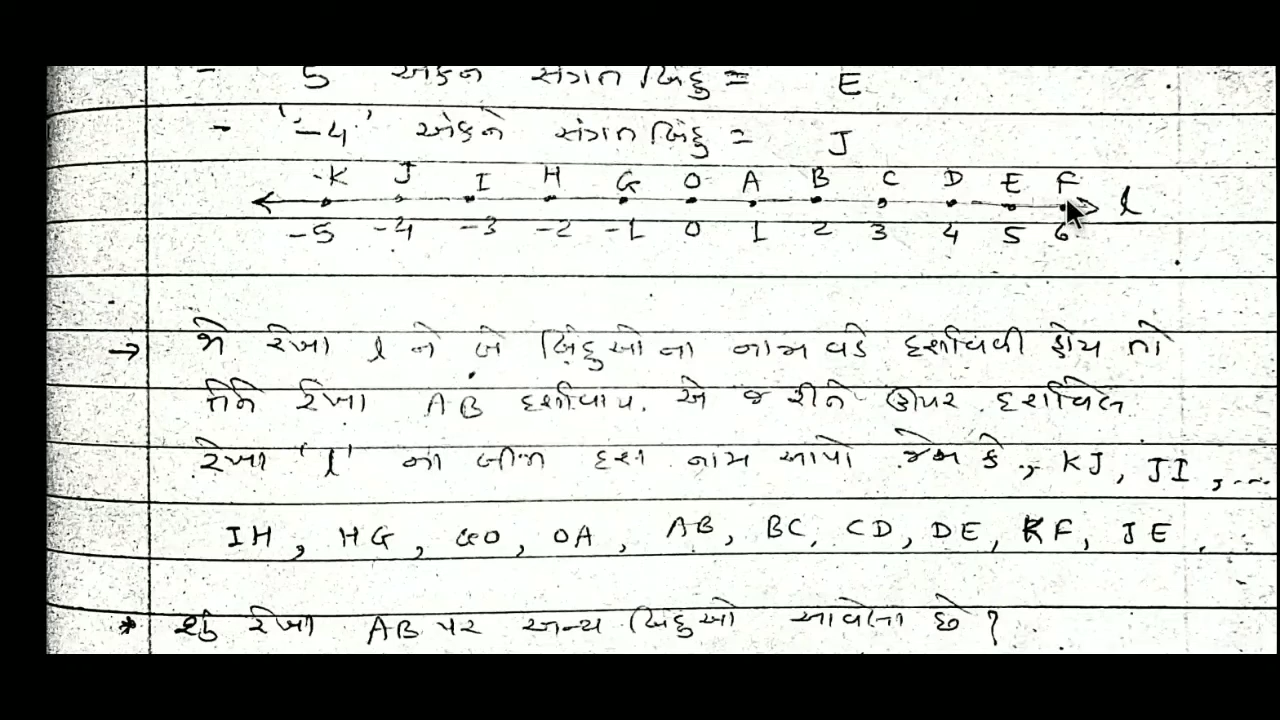 - 5 અંકને સંગત બિંદુ = E
- '-4' અંકને સંગત બિંદુ = J
K J I H G O A B C D E F
l
-5 -4 -3 -2 -1 0 1 2 3 4 5 6
→ જો રેખા l ને બે બિંદુઓના નામ વડે દર્શાવવી હોય તો
તેને રેખા AB દર્શાવાય. એ જ રીતે ઊપર દર્શાવેલ
રેખા 'l' ના બીજા દસ નામ આપો જેમ કે, KJ, JI, ....
IH, HG, GO, OA, AB, BC, CD, DE, KF, JE.
* શું રેખા AB પર અન્ય બિંદુઓ આવેલા છે?